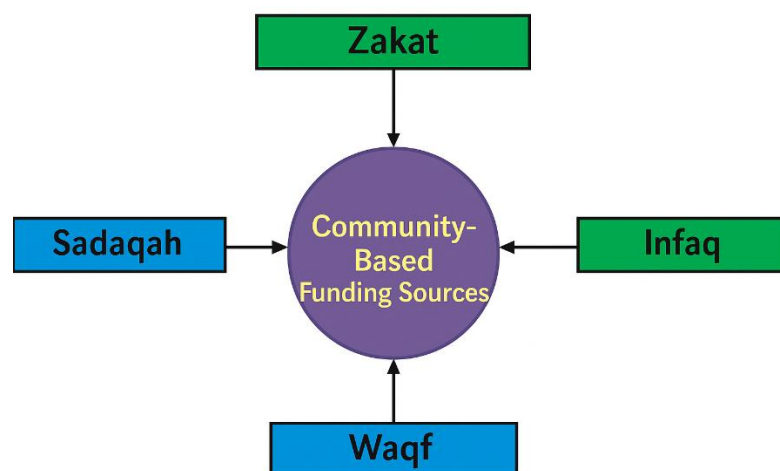 Zakat
Sadaqah
Community-
Based
Funding Sources
Infaq
Waqf